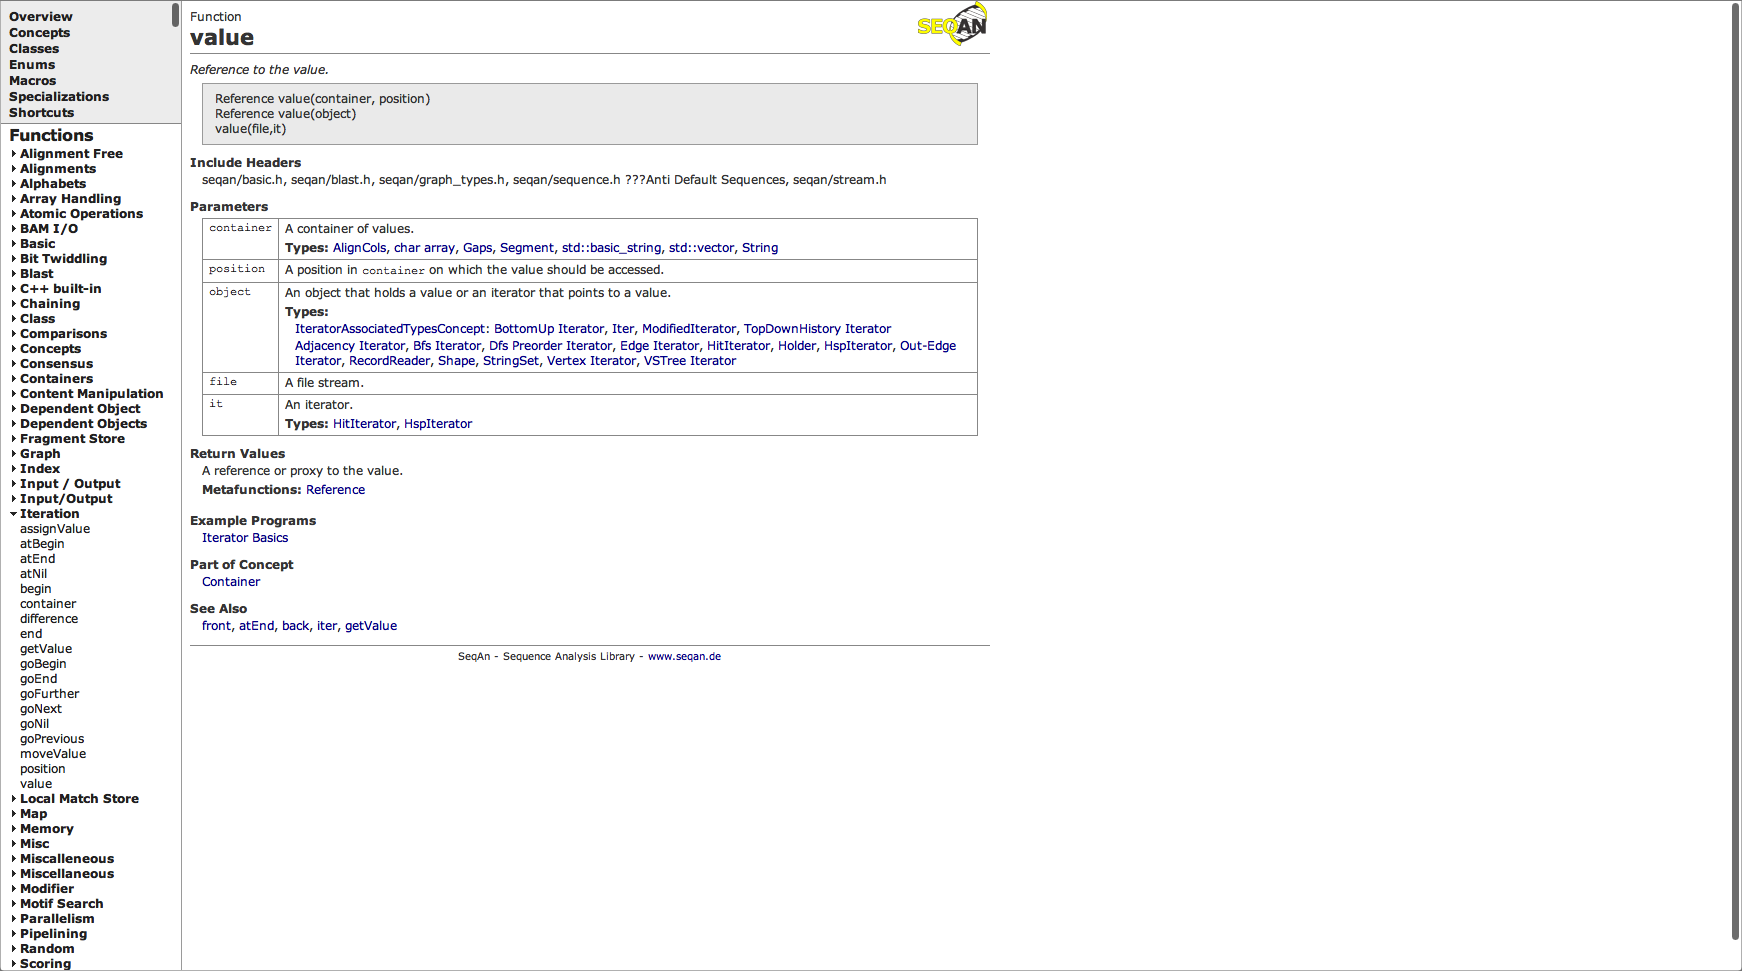 Overview
Concepts
Classes
Enums
Macros
Specializations
Shortcuts
Functions
Alignment Free
Alignments
Alphabets
Array Handling
Atomic Operations
BAM I/O
Basic
Bit Twiddling
Blast
C++ built-in
Chaining
Class
Comparisons
Concepts
Consensus
Containers
Content Manipulation
Dependent Object
Dependent Objects
Fragment Store
Graph
Index
Input / Output
Input/Output
Iteration
assignValue
atBegin
atEnd
atNil
begin
container
difference
end
getValue
goBegin
goEnd
goFurther
goNext
goNil
goPrevious
moveValue
position
value
Local Match Store
Map
Memory
Misc
Miscalleneous
Miscellaneous
Modifier
Motif Search
Parallelism
Pipelining
Random
Scoring
Function
value
SEQAN
Reference to the value.
Reference value(container, position)
Reference value(object)
value(file,it)
Include Headers
seqan/basic.h, seqan/blast.h, seqan/graph_types.h, seqan/sequence.h ???Anti Default Sequences, seqan/stream.h
Parameters
container A container of values.
Types: AlignCols, char array, Gaps, Segment, std::basic_string, std::vector, String
position A position in container on which the value should be accessed.
object An object that holds a value or an iterator that points to a value.
Types:
IteratorAssociatedTypesConcept: BottomUp Iterator, Iter, ModifiedIterator, TopDownHistory Iterator
Adjacency Iterator, Bfs Iterator, Dfs Preorder Iterator, Edge Iterator, HitIterator, Holder, HspIterator, Out-Edge
Iterator, RecordReader, Shape, StringSet, Vertex Iterator, VSTree Iterator
file A file stream.
it An iterator.
Types: HitIterator, HspIterator
Return Values
A reference or proxy to the value.
Metafunctions: Reference
Example Programs
Iterator Basics
Part of Concept
Container
See Also
front, atEnd, back, iter, getValue
SeqAn - Sequence Analysis Library - www.seqan.de